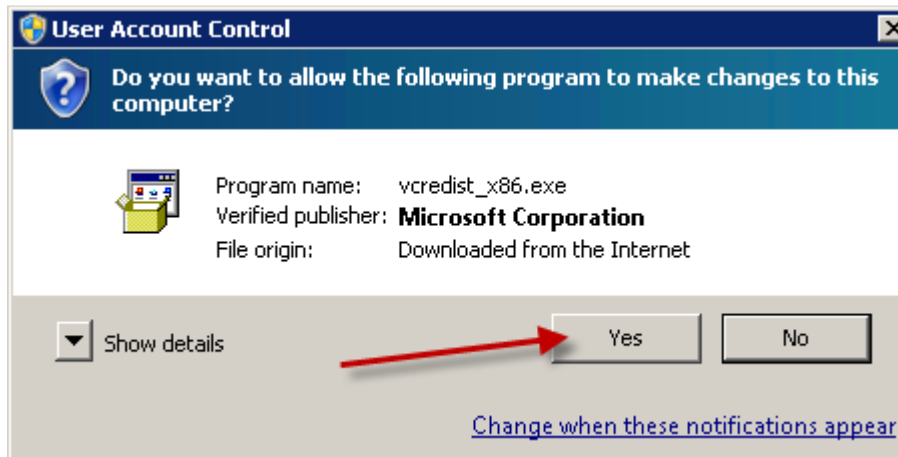 User Account Control
Do you want to allow the following program to make changes to this
computer?
Program name: vcredist_x86.exe
Verified publisher: Microsoft Corporation
File origin: Downloaded from the Internet
Show details
Yes
No
Change when these notifications appear